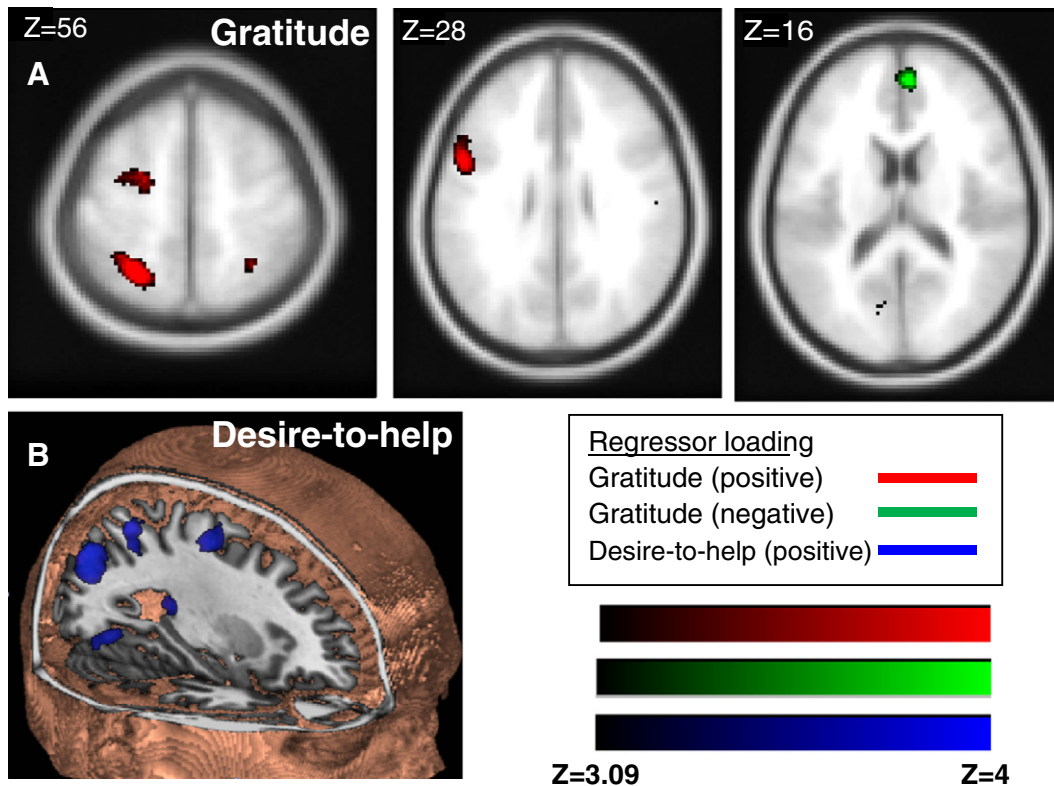 Z=56
Gratitude
Z=28
Z=16
A
B
Desire-to-help
Regressor loading
Gratitude (positive)
Gratitude (negative)
Desire-to-help (positive)
Z=3.09
Z=4